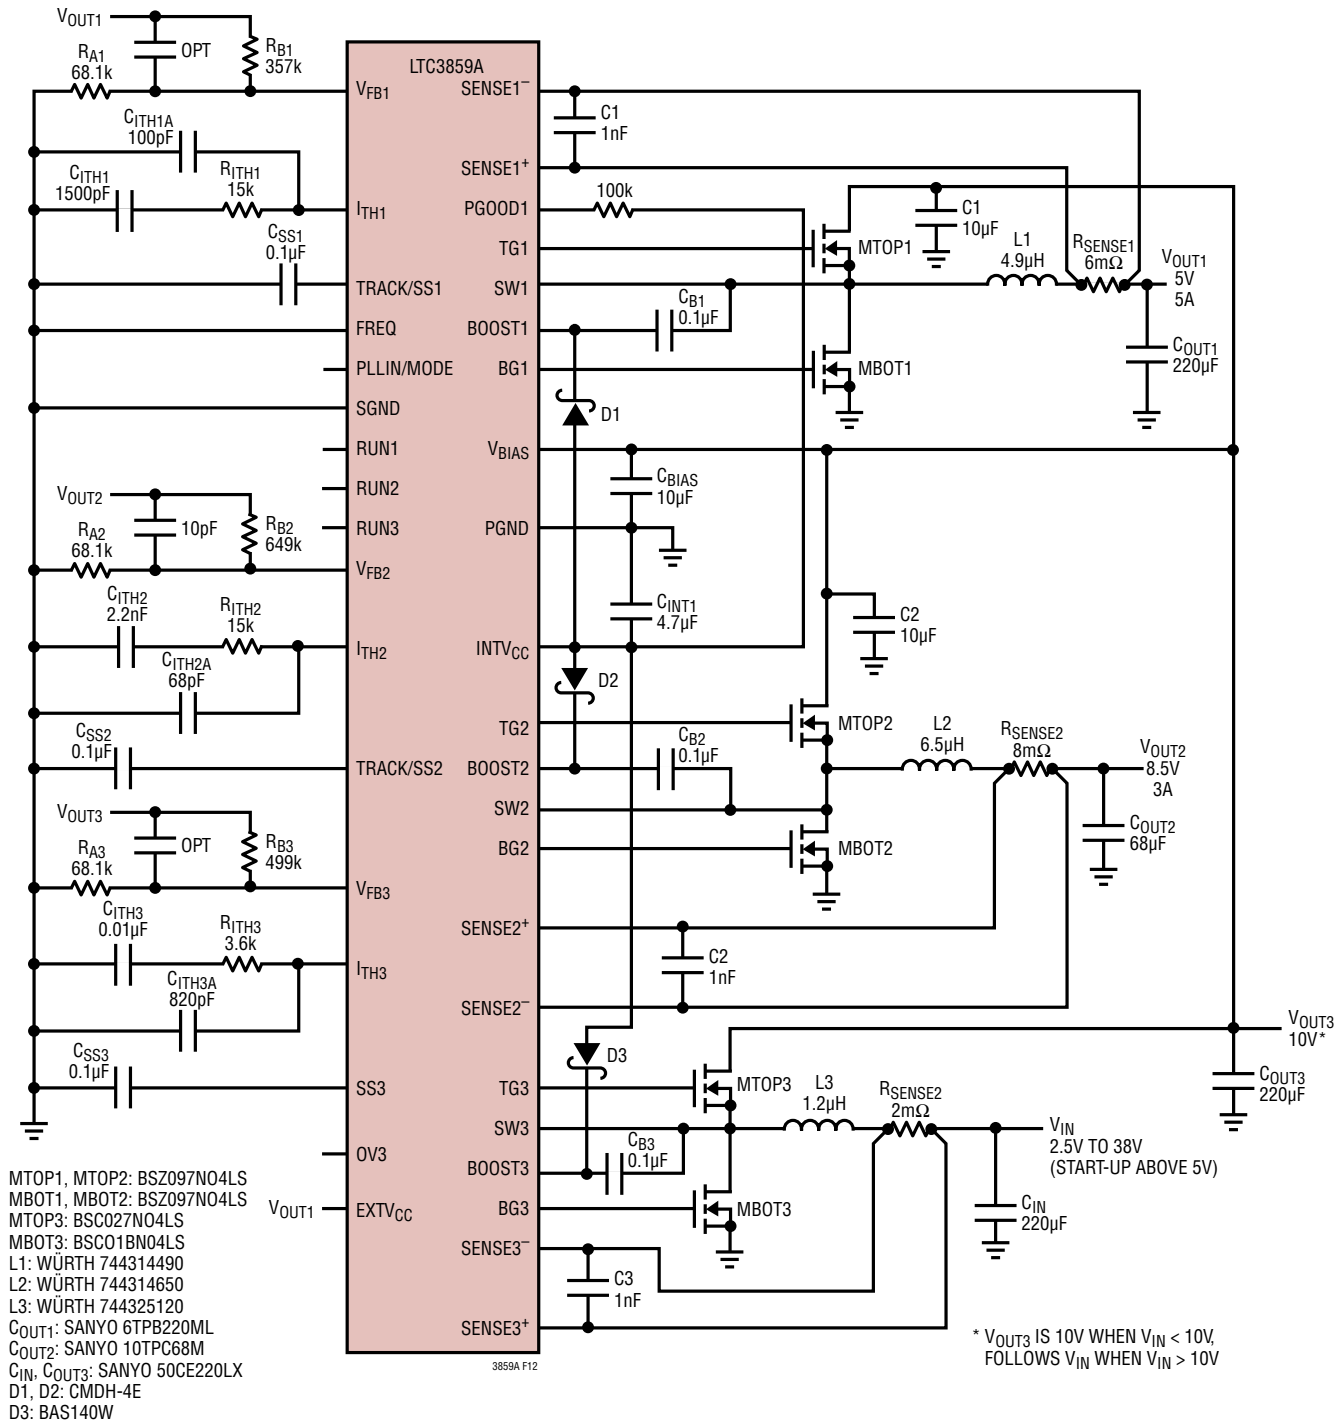 VOUT1
OPT
RB1
357k
RA1
68.1k
CITH1A
100pF
CITH1
1500pF
RITH1
15k
CSS1
0.1µF
VOUT2
10pF
RB2
649k
RA2
68.1k
CITH2
2.2nF
RITH2
15k
CITH2A
68pF
CSS2
0.1µF
VOUT3
OPT
RB3
499k
RA3
68.1k
CITH3
0.01µF
RITH3
3.6k
CITH3A
820pF
CSS3
0.1µF
VOUT1
LTC3859A
VFB1
ITH1
TRACK/SS1
FREQ
PLLIN/MODE
SGND
RUN1
RUN2
RUN3
VFB2
ITH2
TRACK/SS2
VFB3
ITH3
SS3
OV3
EXTVCC
SENSE1–
SENSE1+
PGOOD1
TG1
SW1
BOOST1
BG1
VBIAS
PGND
INTVCC
TG2
BOOST2
SW2
BG2
SENSE2+
SENSE2–
TG3
SW3
BOOST3
BG3
SENSE3–
SENSE3+
C1
1nF
100k
C1
10µF
MTOP1
L1
4.9µH
RSENSE1
6mΩ
VOUT1
5V
5A
CB1
0.1µF
COUT1
220µF
MBOT1
D1
CBIAS
10µF
CINT1
4.7µF
C2
10µF
D2
MTOP2
L2
6.5µH
RSENSE2
8mΩ
VOUT2
8.5V
3A
CB2
0.1µF
COUT2
68µF
MBOT2
C2
1nF
VOUT3
10V*
D3
MTOP3
L3
1.2µH
RSENSE2
2mΩ
COUT3
220µF
VIN
2.5V TO 38V
(START-UP ABOVE 5V)
CB3
0.1µF
MBOT3
CIN
220µF
C3
1nF
MTOP1, MTOP2: BSZ097NO4LS
MBOT1, MBOT2: BSZ097NO4LS
MTOP3: BSC027NO4LS
MBOT3: BSCO1BN04LS
L1: WÜRTH 744314490
L2: WÜRTH 744314650
L3: WÜRTH 744325120
COUT1: SANYO 6TPB220ML
COUT2: SANYO 10TPC68M
CIN, COUT3: SANYO 50CE220LX
D1, D2: CMDH-4E
D3: BAS140W
3859A F12
* VOUT3 IS 10V WHEN VIN < 10V,
FOLLOWS VIN WHEN VIN > 10V